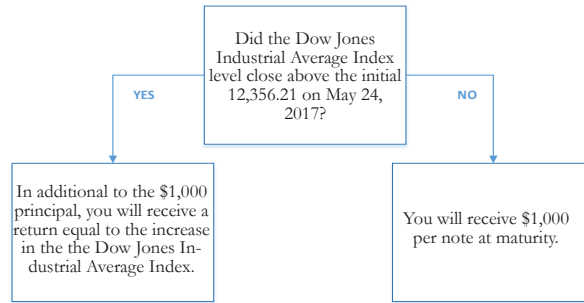 Did the Dow Jones
Industrial Average Index
level close above the initial
12,356.21 on May 24,
2017?
YES
NO
In additional to the $1,000
principal, you will receive a
return equal to the increase
in the the Dow Jones In-
dustrial Average Index.
You will receive $1,000
per note at maturity.